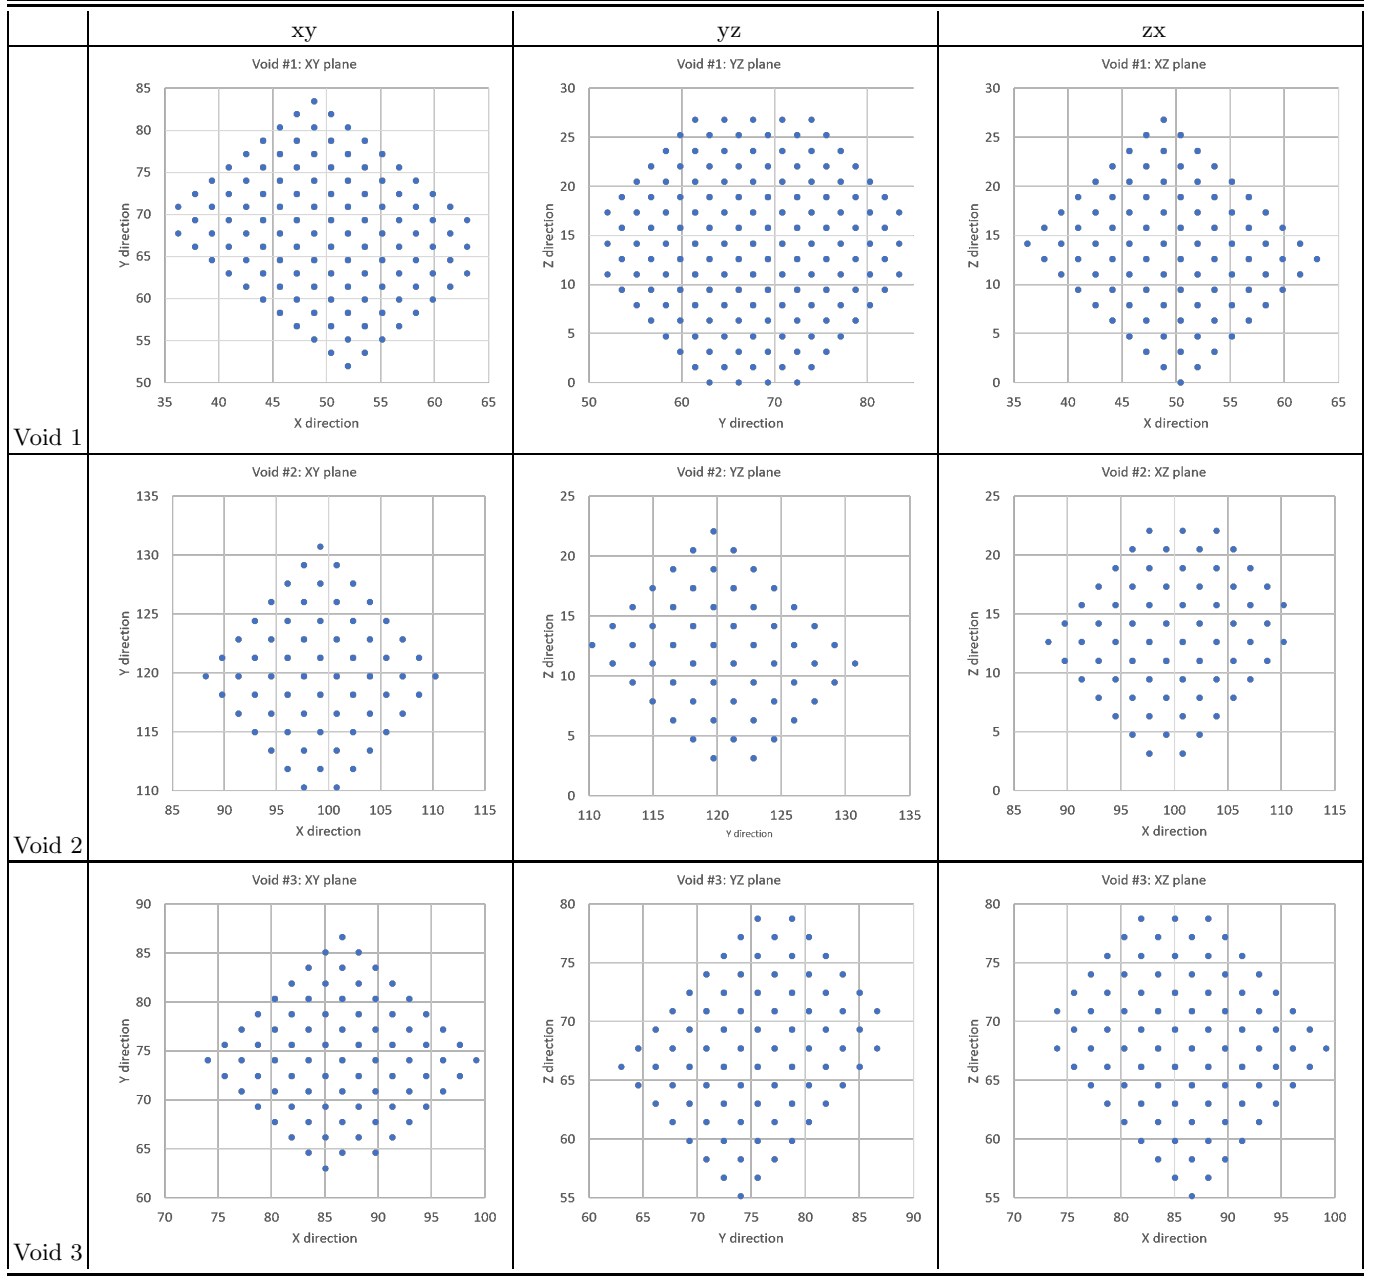 xy yz zx
Void #1: XY plane
85
80
75
70
65
60
55
50
Y direction
35 40 45 50 55 60 65
X direction
Void #1: YZ plane
30
25
20
15
10
5
0
Z direction
50 60 70 80
Y direction
Void #1: XZ plane
30
25
20
15
10
5
0
Z direction
35 40 45 50 55 60 65
X direction
Void 1
Void #2: XY plane
135
130
125
120
115
110
Y direction
85 90 95 100 105 110 115
X direction
Void #2: YZ plane
25
20
15
10
5
0
Z direction
110 115 120 125 130 135
Y direction
Void #2: XZ plane
25
20
15
10
5
0
Z direction
85 90 95 100 105 110 115
X direction
Void 2
Void #3: XY plane
90
85
80
75
70
65
60
Y direction
70 75 80 85 90 95 100
X direction
Void #3: YZ plane
80
75
70
65
60
55
Z direction
60 65 70 75 80 85 90
Y direction
Void #3: XZ plane
80
75
70
65
60
55
Z direction
70 75 80 85 90 95 100
X direction
Void 3